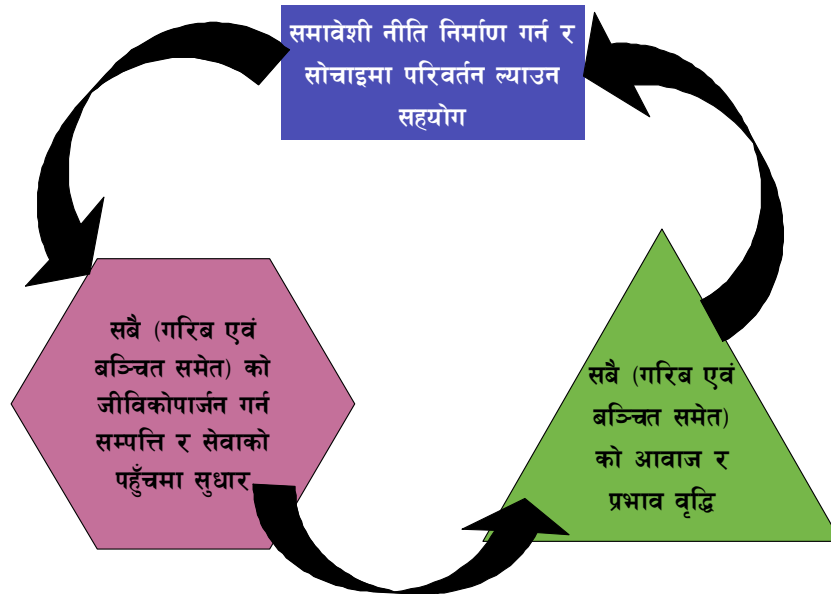 समावेशी नीति निर्माण गर्न र
सोचाइमा परिवर्तन ल्याउन
सहयोग
सबै (गरिब एवं
बञ्चित समेत) को
जीविकोपार्जन गर्न
सम्पत्ति र सेवाको
पहुँचमा सुधार
सबै (गरिब एवं
बञ्चित समेत)
को आवाज र
प्रभाव वृद्धि